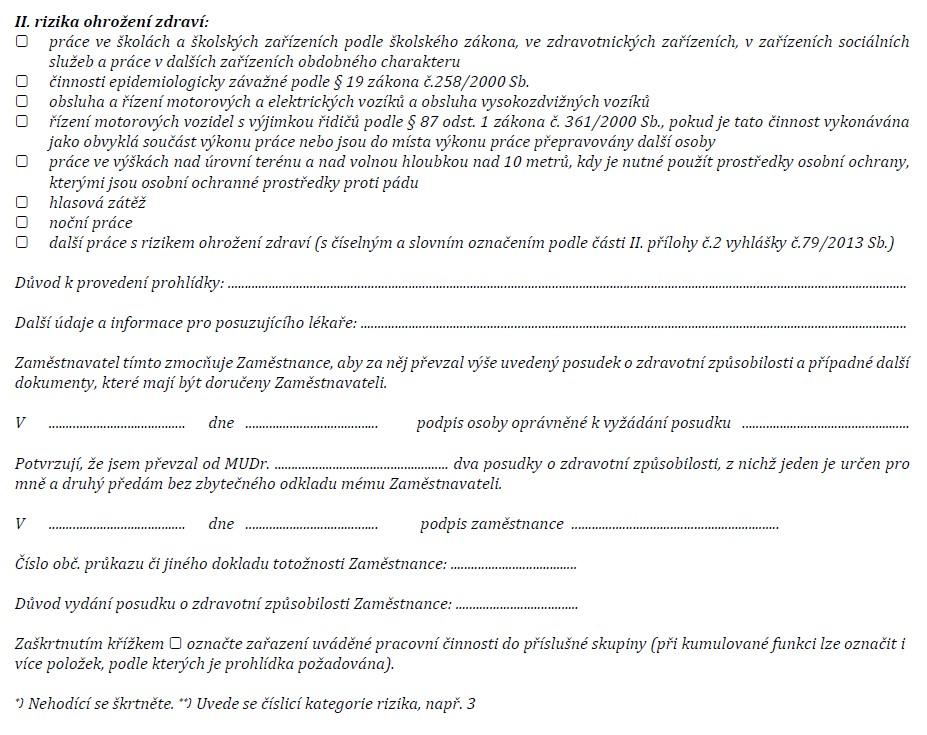 II. rizika ohrožení zdraví:
▢ práce ve školách a školských zařízeních podle školského zákona, ve zdravotnických zařízeních, v zařízeních sociálních
služeb a práce v dalších zařízeních obdobného charakteru
▢ činnosti epidemiologicky závažné podle § 19 zákona č.258/2000 Sb.
▢ obsluha a řízení motorových a elektrických vozíků a obsluha vysokozdvižných vozíků
▢ řízení motorových vozidel s výjimkou řidičů podle § 87 odst. 1 zákona č. 361/2000 Sb., pokud je tato činnost vykonávána
jako obvyklá součást výkonu práce nebo jsou do místa výkonu práce přepravovány další osoby
▢ práce ve výškách nad úrovní terénu a nad volnou hloubkou nad 10 metrů, kdy je nutné použít prostředky osobní ochrany,
kterými jsou osobní ochranné prostředky proti pádu
▢ hlasová zátěž
▢ noční práce
▢ další práce s rizikem ohrožení zdraví (s číselným a slovním označením podle části II. přílohy č.2 vyhlášky č.79/2013 Sb.)
Důvod k provedení prohlídky: ........................................................................................................
Další údaje a informace pro posuzujícího lékaře: ........................................................................................
Zaměstnavatel tímto zmocňuje Zaměstnance, aby za něj převzal výše uvedený posudek o zdravotní způsobilosti a případné další
dokumenty, které mají být doručeny Zaměstnavateli.
V ........................................ dne ....................................... podpis osoby oprávněné k vyžádání posudku .................................................
Potvrzují, že jsem převzal od MUDr. ................................................... dva posudky o zdravotní způsobilosti, z nichž jeden je určen pro
mně a druhý předám bez zbytečného odkladu mému Zaměstnavateli.
V ........................................ dne ....................................... podpis zaměstnance .............................................................
Číslo obč. průkazu či jiného dokladu totožnosti Zaměstnance: .....................................
Důvod vydání posudku o zdravotní způsobilosti Zaměstnance: ....................................
Zaškrtnutím křížkem ▢ označte zařazení uváděné pracovní činnosti do příslušné skupiny (při kumulované funkci lze označit i
více položek, podle kterých je prohlídka požadována).
*) Nehodící se škrtněte. **) Uvede se číslicí kategorie rizika, např. 3